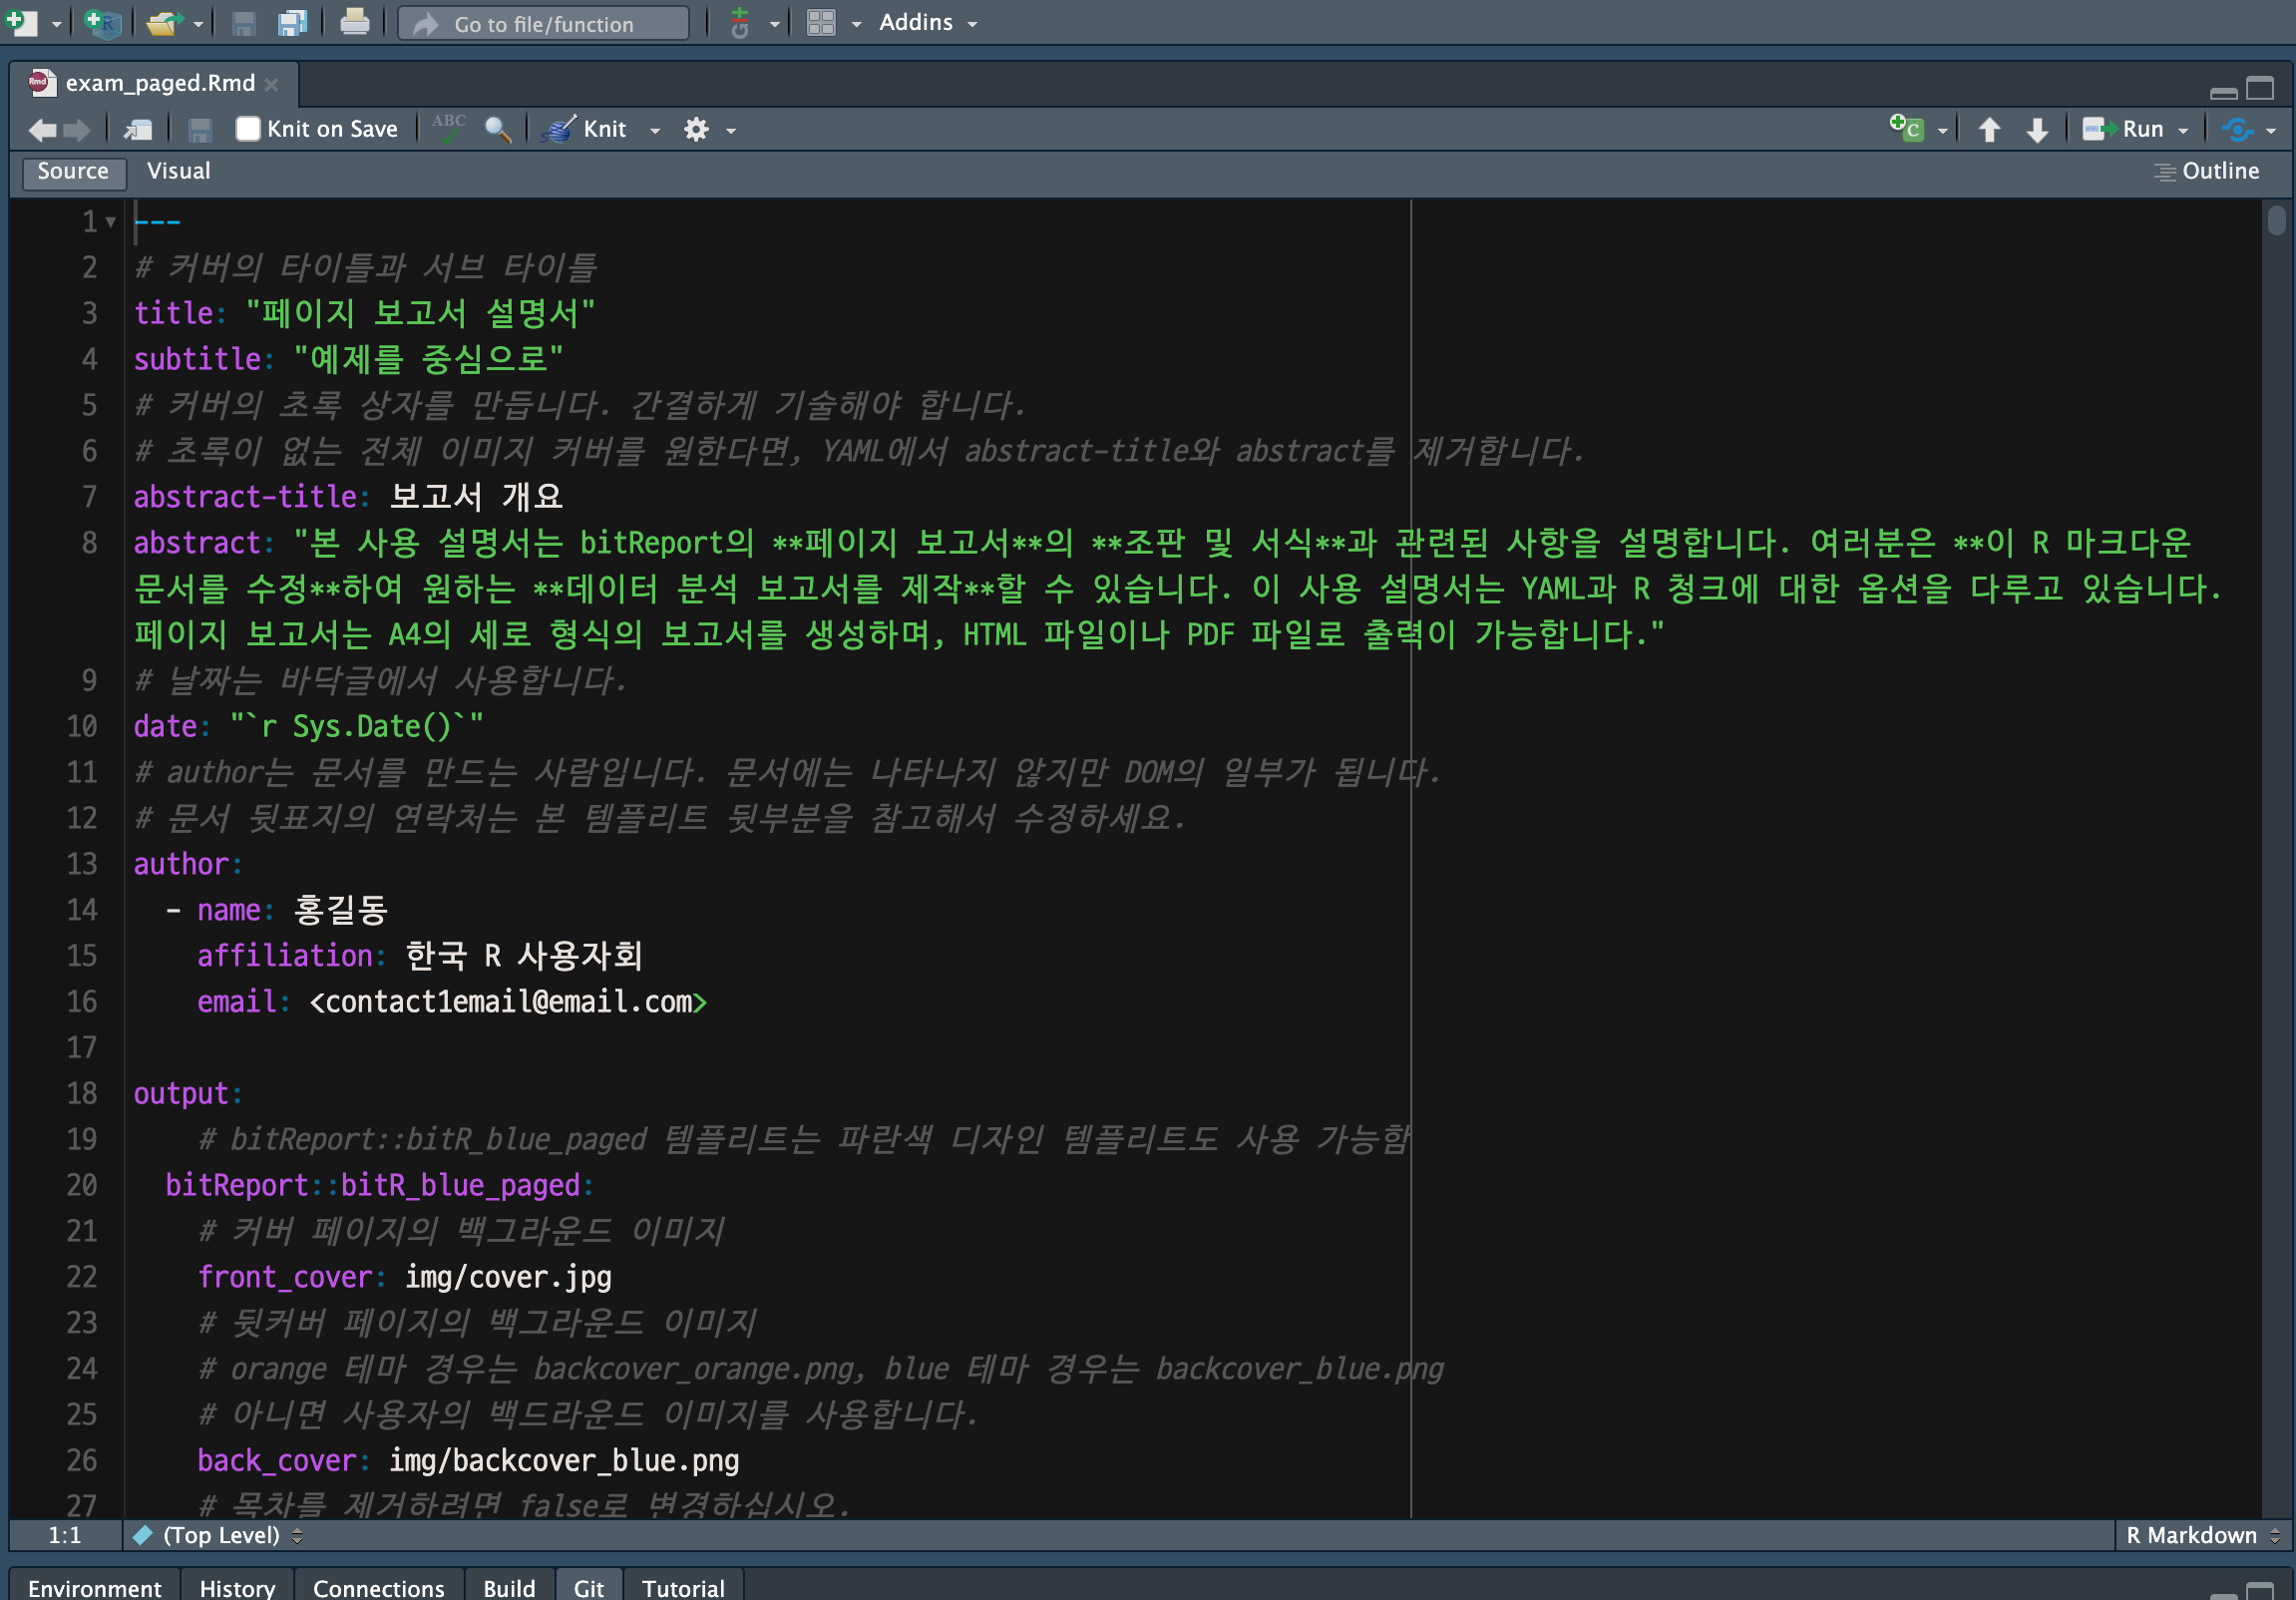 Go to file/function
Addins
exam_paged.Rmd
Knit on Save
ABC
Knit
Run
Source
Visual
Outline
1 ---
2 # 커버의 타이틀과 서브 타이틀
3 title: "페이지 보고서 설명서"
4 subtitle: "예제를 중심으로"
5 # 커버의 초록 상자를 만듭니다. 간결하게 기술해야 합니다.
6 # 초록이 없는 전체 이미지 커버를 원한다면, YAML에서 abstract-title와 abstract를 제거합니다.
7 abstract-title: 보고서 개요
8 abstract: "본 사용 설명서는 bitReport의 **페이지 보고서**의 **조판 및 서식**과 관련된 사항을 설명합니다. 여러분은 **이 R 마크다운
문서를 수정**하여 원하는 **데이터 분석 보고서를 제작**할 수 있습니다. 이 사용 설명서는 YAML과 R 청크에 대한 옵션을 다루고 있습니다.
페이지 보고서는 A4의 세로 형식의 보고서를 생성하며, HTML 파일이나 PDF 파일로 출력이 가능합니다."
9 # 날짜는 바닥글에서 사용합니다.
10 date: "`r Sys.Date()`"
11 # author는 문서를 만드는 사람입니다. 문서에는 나타나지 않지만 DOM의 일부가 됩니다.
12 # 문서 뒷표지의 연락처는 본 템플리트 뒷부분을 참고해서 수정하세요.
13 author:
14 - name: 홍길동
15 affiliation: 한국 R 사용자회
16 email: <contact1email@email.com>
17
18 output:
19 # bitReport::bitR_blue_paged 템플리트는 파란색 디자인 템플리트도 사용 가능함
20 bitReport::bitR_blue_paged:
21 # 커버 페이지의 백그라운드 이미지
22 front_cover: img/cover.jpg
23 # 뒷커버 페이지의 백그라운드 이미지
24 # orange 테마 경우는 backcover_orange.png, blue 테마 경우는 backcover_blue.png
25 # 아니면 사용자의 백드라운드 이미지를 사용합니다.
26 back_cover: img/backcover_blue.png
27 # 목차를 제거하려면 false로 변경하십시오.
1:1
(Top Level)
R Markdown
Environment
History
Connections
Build
Git
Tutorial